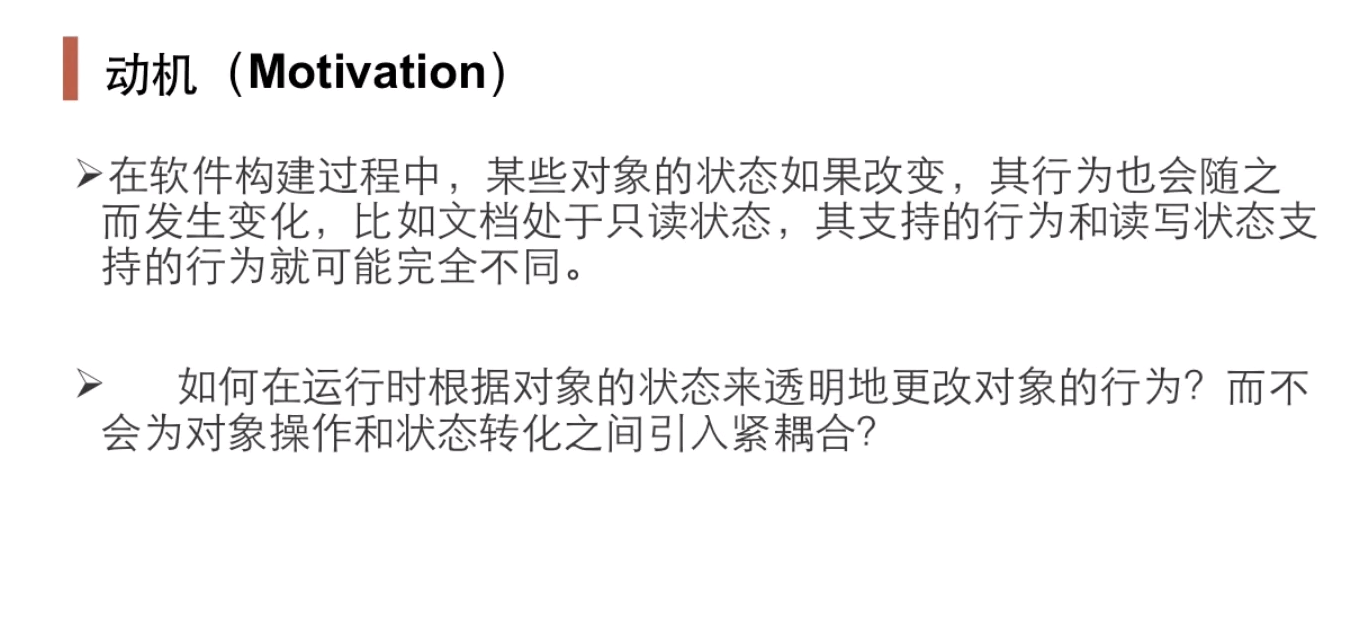 动机（Motivation）
➢在软件构建过程中，某些对象的状态如果改变，其行为也会随之
而发生变化，比如文档处于只读状态，其支持的行为和读写状态支
持的行为就可能完全不同。
➢ 如何在运行时根据对象的状态来透明地更改对象的行为？而不
会为对象操作和状态转化之间引入紧耦合？